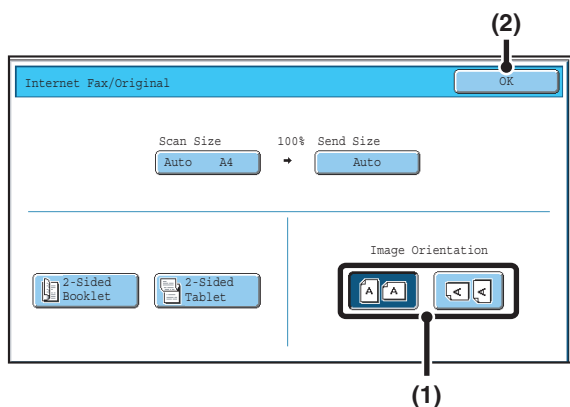 (2)
Internet Fax/Original
OK
Scan Size 100% Send Size
Auto A4 → Auto
Image Orientation
2-Sided
Booklet
2-Sided
Tablet
A A A A
(1)